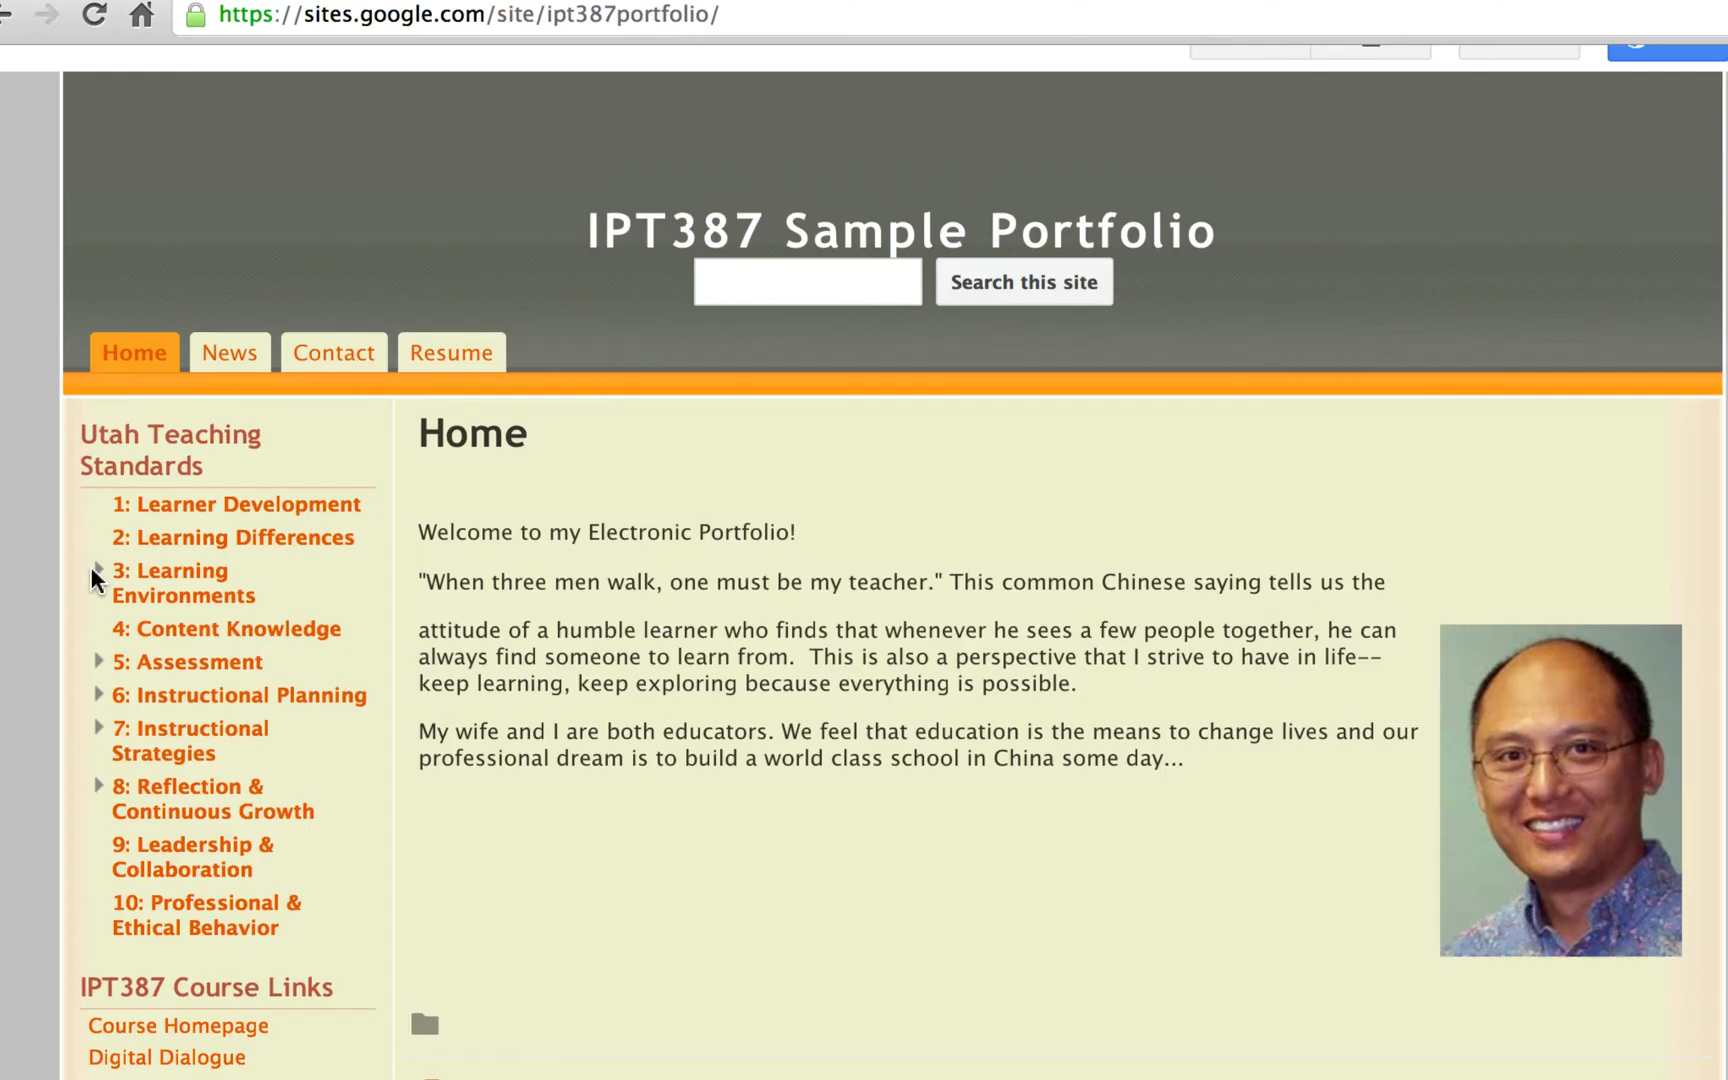 https://sites.google.com/site/ipt387portfolio/
IPT387 Sample Portfolio
Search this site
Home
News
Contact
Resume
Utah Teaching
Standards
1: Learner Development
2: Learning Differences
3: Learning
Environments
4: Content Knowledge
5: Assessment
6: Instructional Planning
7: Instructional
Strategies
8: Reflection &
Continuous Growth
9: Leadership &
Collaboration
10: Professional &
Ethical Behavior
IPT387 Course Links
Course Homepage
Digital Dialogue
Home
Welcome to my Electronic Portfolio!
"When three men walk, one must be my teacher." This common Chinese saying tells us the
attitude of a humble learner who finds that whenever he sees a few people together, he can
always find someone to learn from.  This is also a perspective that I strive to have in life--
keep learning, keep exploring because everything is possible.
My wife and I are both educators. We feel that education is the means to change lives and our
professional dream is to build a world class school in China some day...